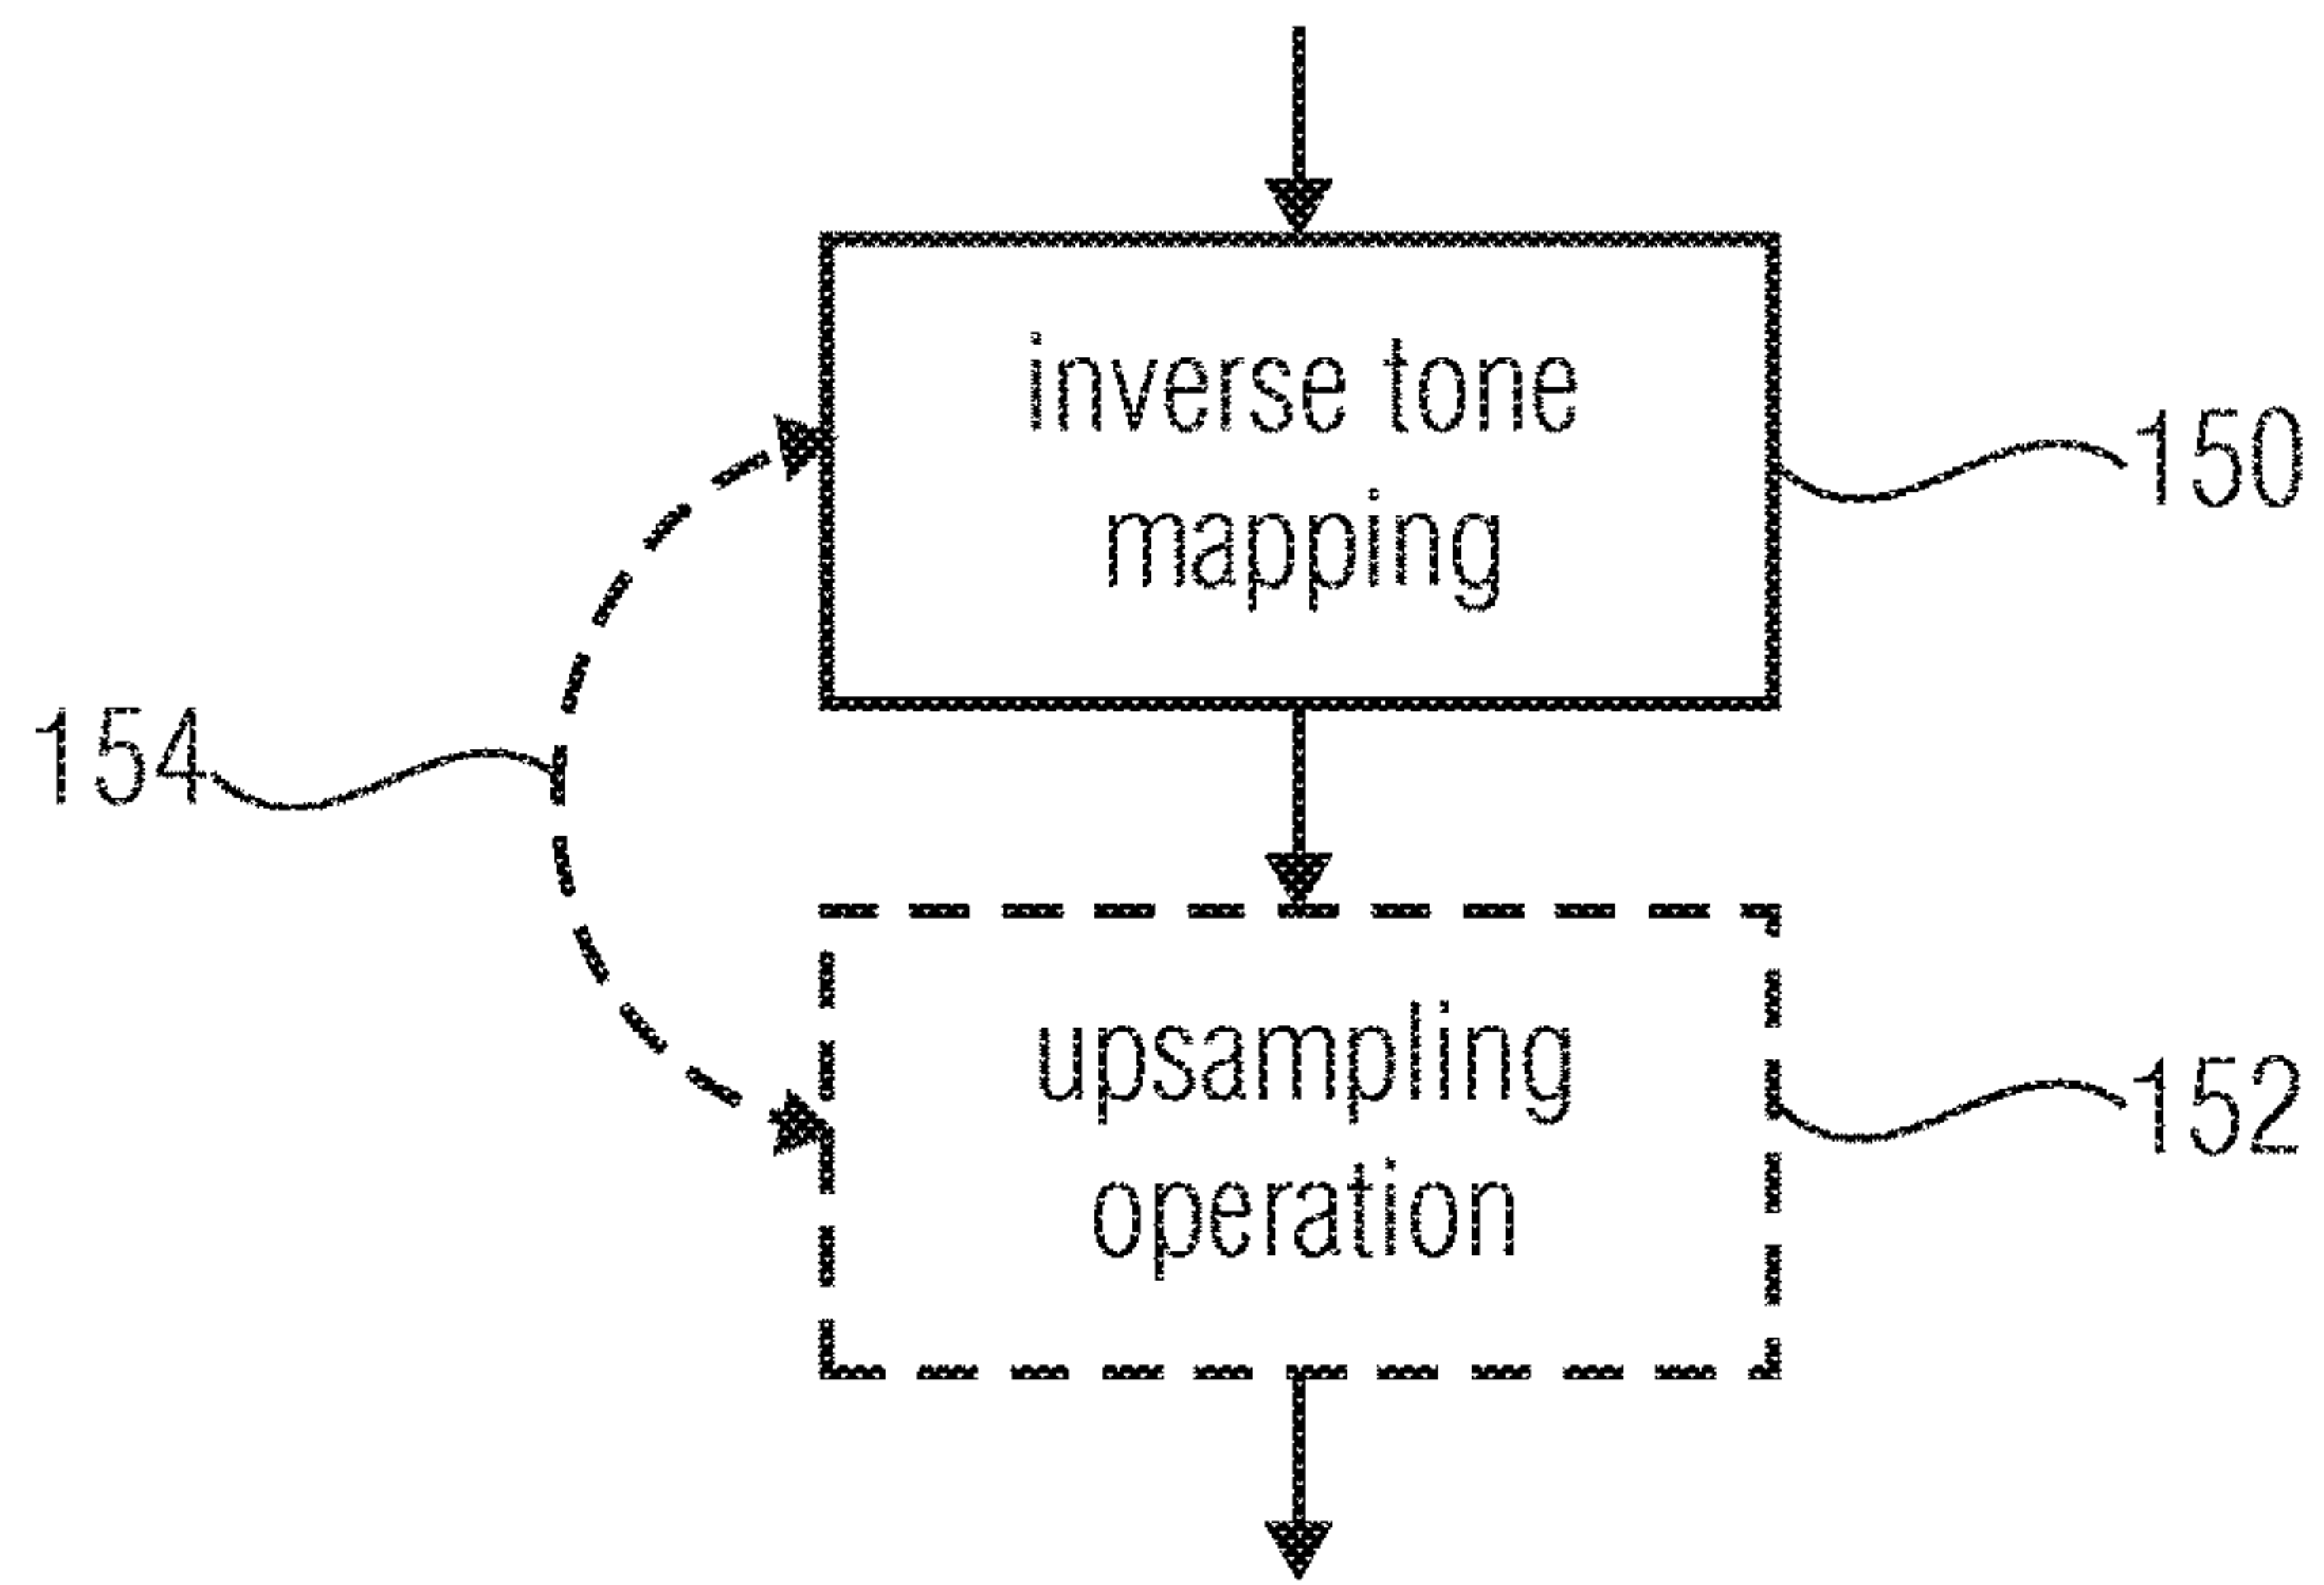 inverse tone
mapping
150
154
upsampling
operation
152